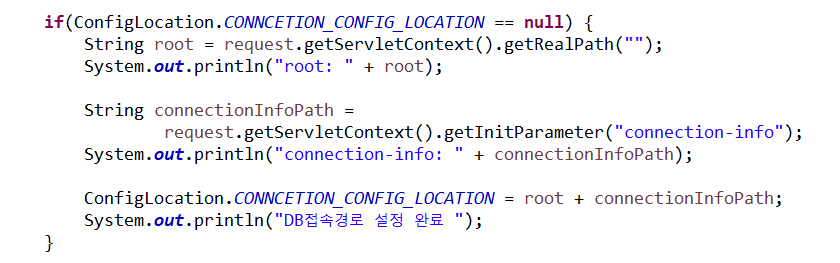 if(ConfigLocation.CONNCETION_CONFIG_LOCATION == null) {
String root = request.getServletContext().getRealPath("");
System.out.println("root: " + root);
String connectionInfoPath =
request.getServletContext().getInitParameter("connection-info");
System.out.println("connection-info: " + connectionInfoPath);
ConfigLocation.CONNCETION_CONFIG_LOCATION = root + connectionInfoPath;
System.out.println("DB접속경로 설정 완료 ");
}